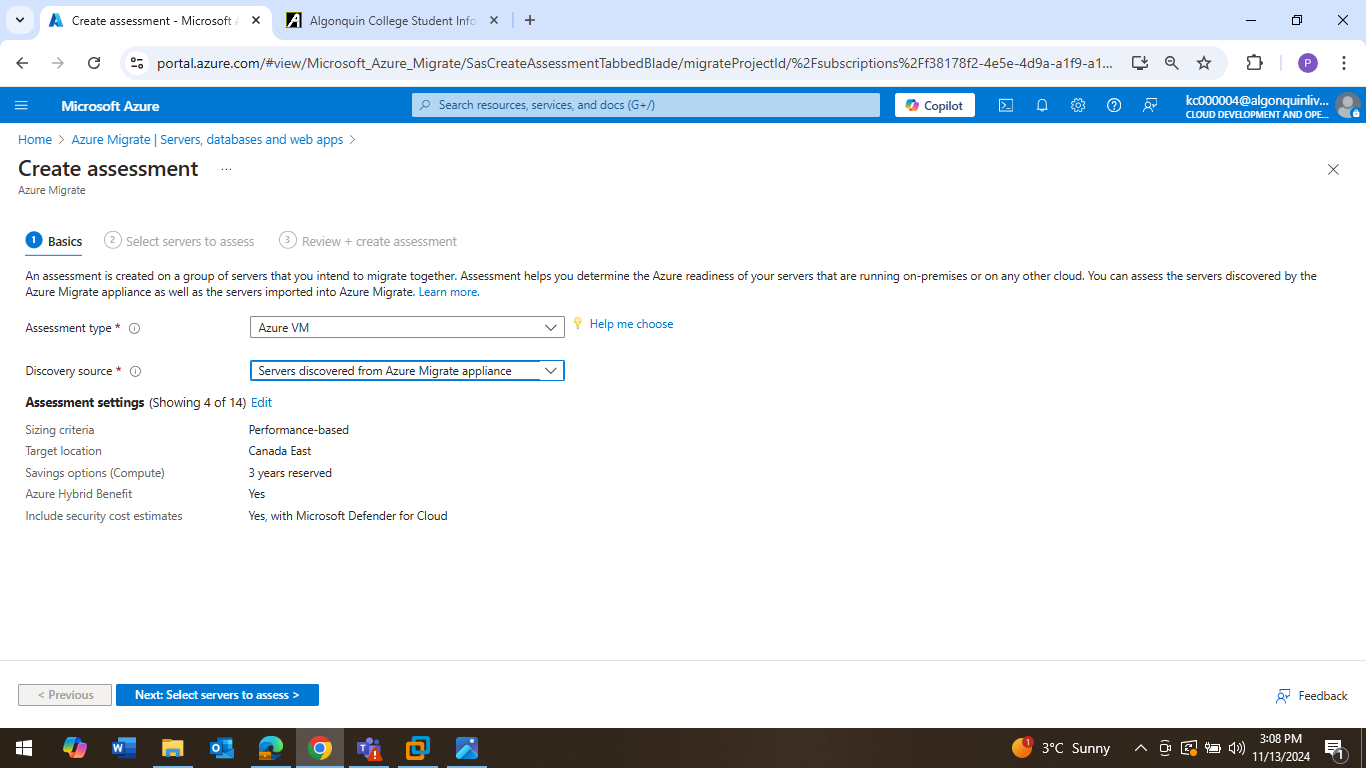 Create assessment - Microsoft A
Algonquin College Student Info
portal.azure.com/#view/Microsoft_Azure_Migrate/SasCreateAssessmentTabbedBlade/migrateProjectId/%2Fsubscriptions%2Ff38178f2-4e5e-4d9a-a1f9-a1...
P
Microsoft Azure
Search resources, services, and docs (G+/)
Copilot
kc000004@algonquinliv...
CLOUD DEVELOPMENT AND OPE...
Home > Azure Migrate | Servers, databases and web apps >
Create assessment ...
Azure Migrate
1 Basics
2 Select servers to assess
3 Review + create assessment
An assessment is created on a group of servers that you intend to migrate together. Assessment helps you determine the Azure readiness of your servers that are running on-premises or on any other cloud. You can assess the servers discovered by the
Azure Migrate appliance as well as the servers imported into Azure Migrate. Learn more.
Assessment type * Azure VM Help me choose
Discovery source * Servers discovered from Azure Migrate appliance
Assessment settings (Showing 4 of 14) Edit
Sizing criteria Performance-based
Target location Canada East
Savings options (Compute) 3 years reserved
Azure Hybrid Benefit Yes
Include security cost estimates Yes, with Microsoft Defender for Cloud
< Previous
Next: Select servers to assess >
Feedback
1 3°C Sunny
3:08 PM
11/13/2024
1